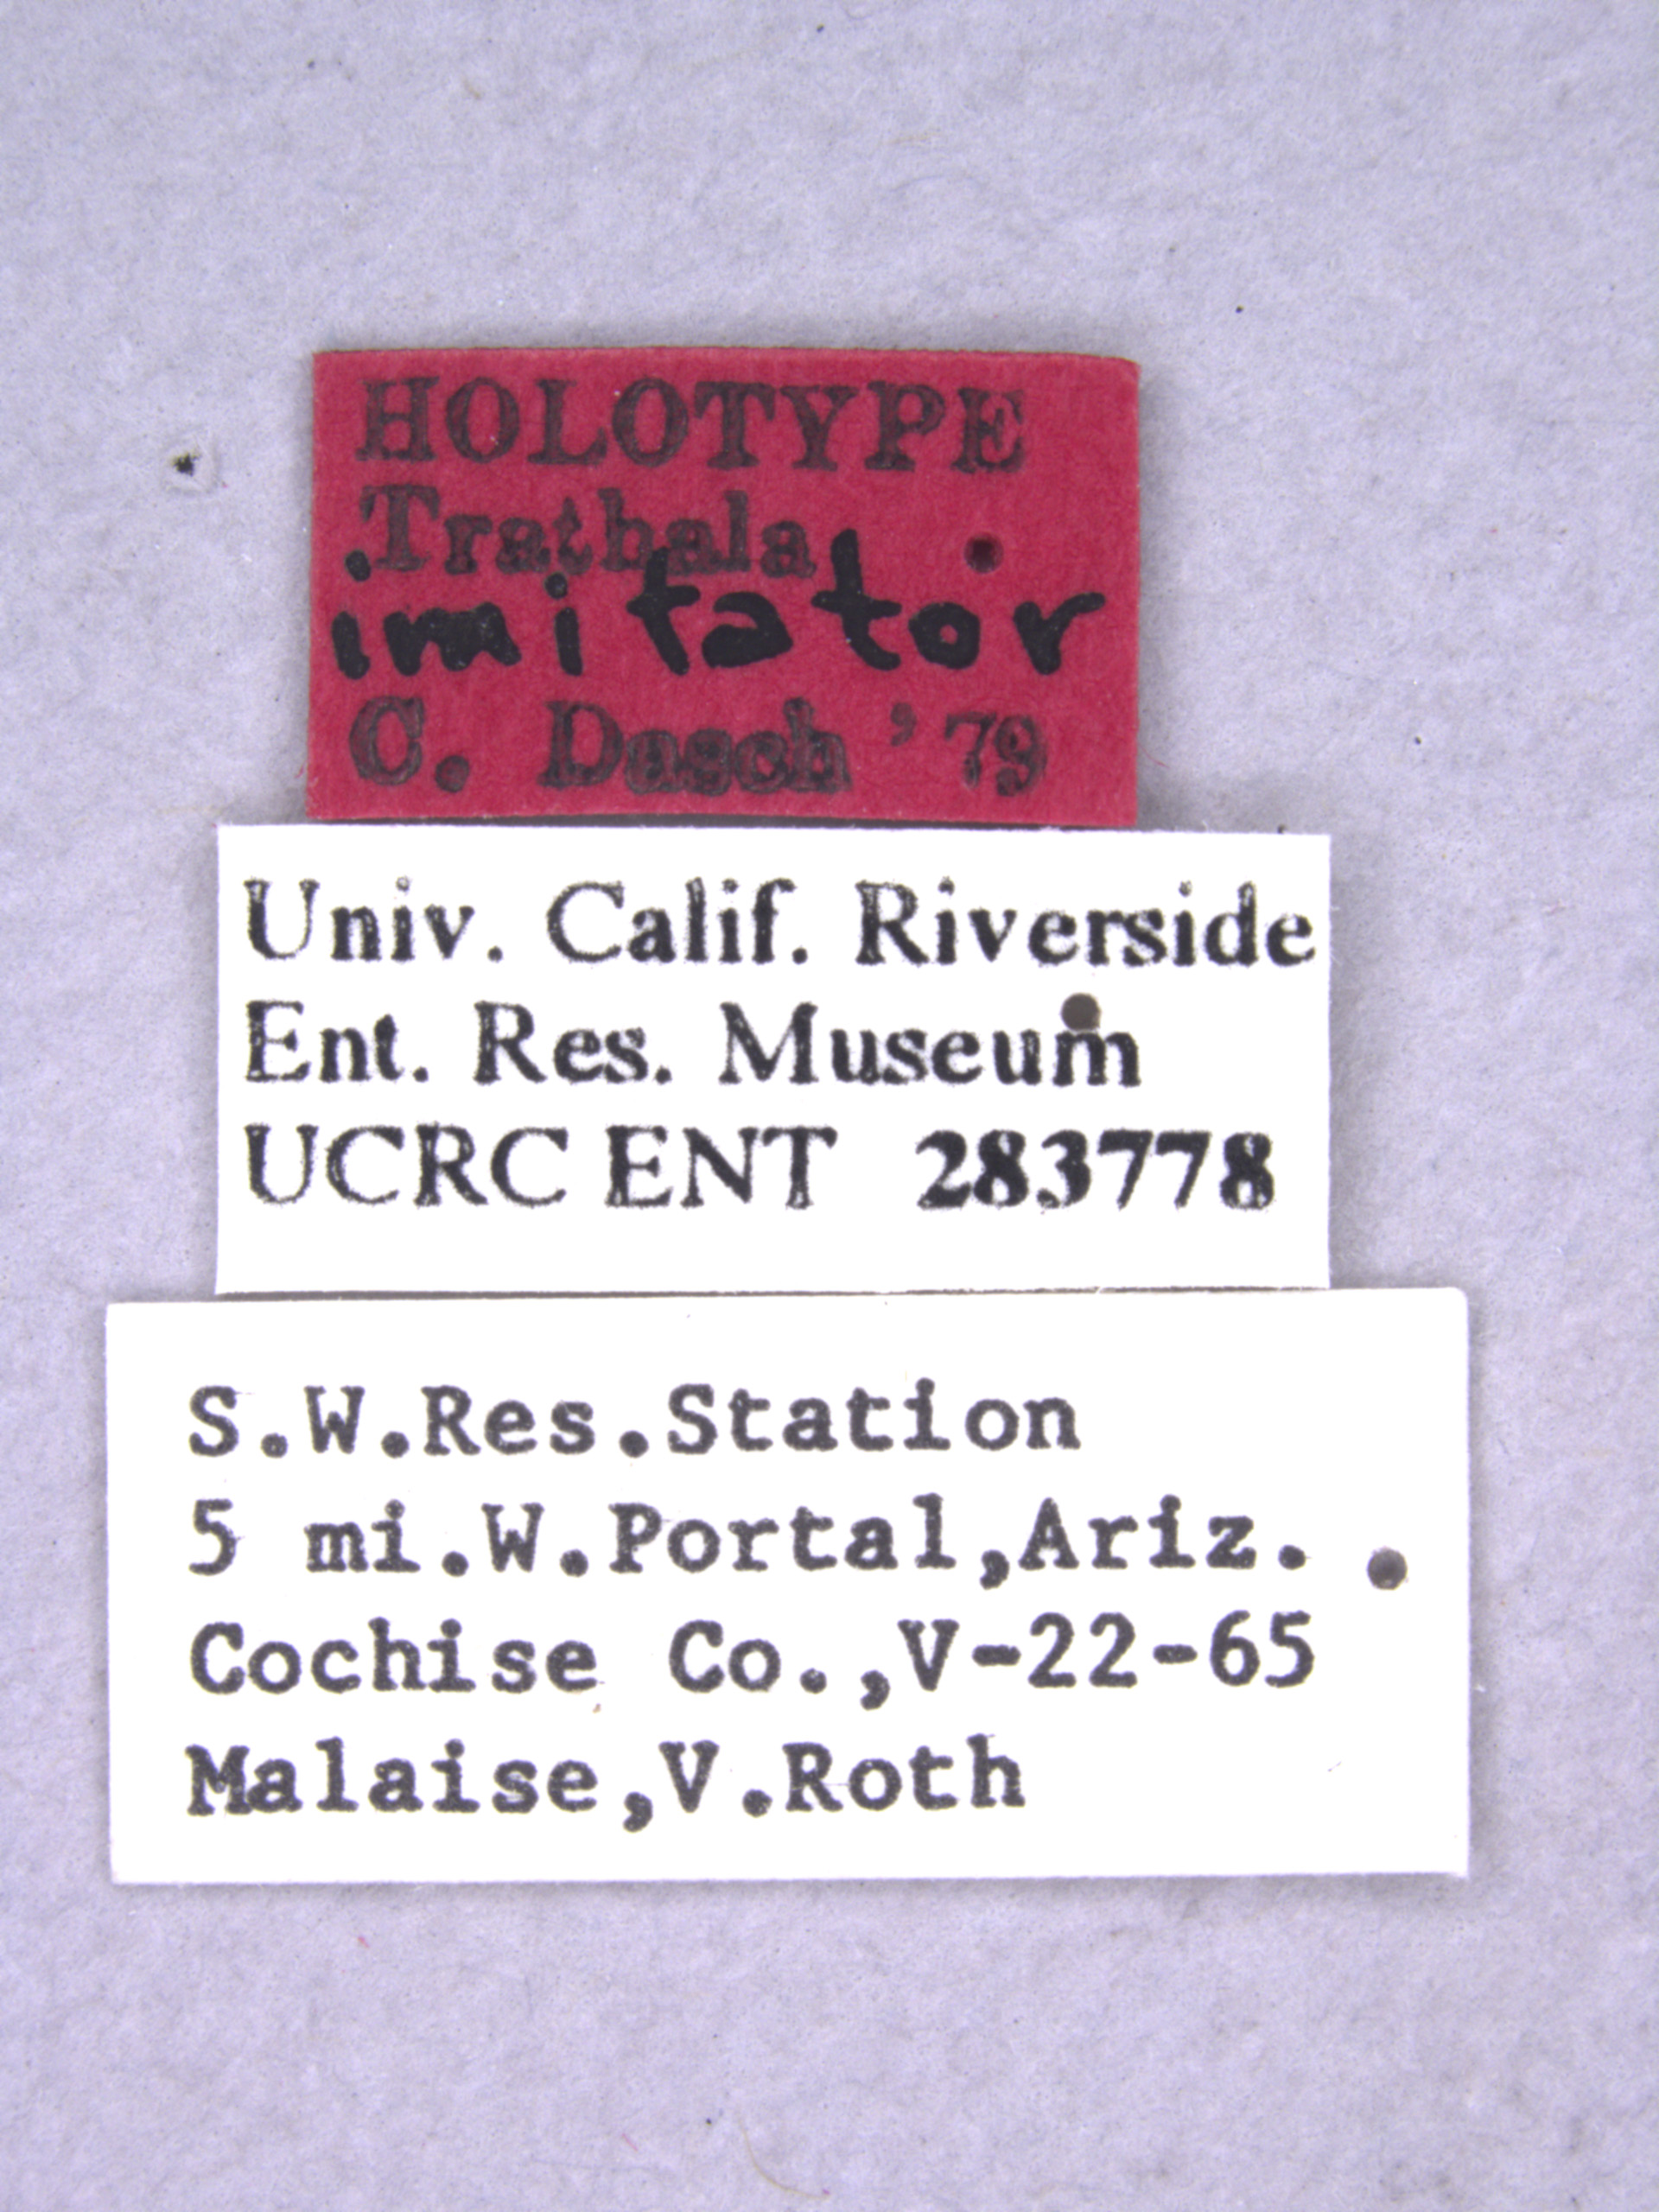 HOLOTYPE
Trathala
imitator
C. Dasch '79
Univ. Calif. Riverside
Ent. Res. Museum
UCRC ENT 283778
S.W.Res.Station
5 mi.W.Portal,Ariz.
Cochise Co.,V-22-65
Malaise,V.Roth